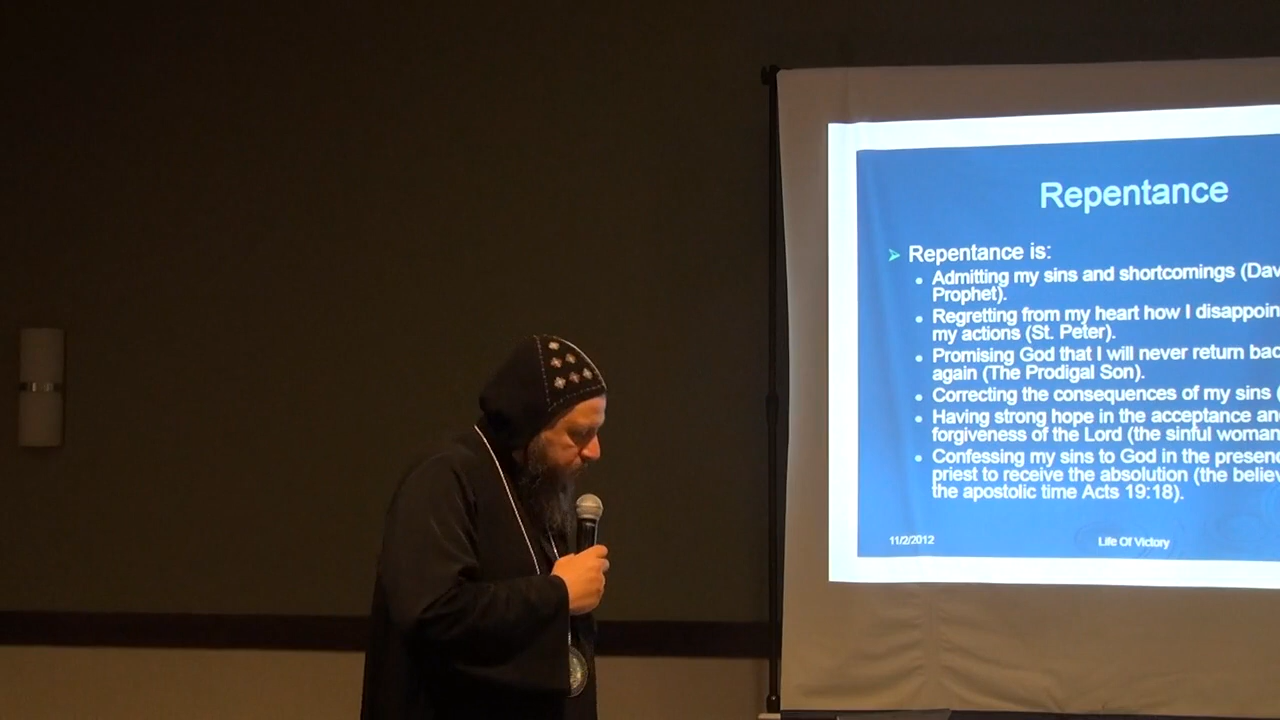 Repentance
Repentance is:
Admitting my sins and shortcomings (Dav
Prophet).
Regretting from my heart how I disappoin
my actions (St. Peter).
Promising God that I will never return bac
again (The Prodigal Son).
Correcting the consequences of my sins (
Having strong hope in the acceptance an
forgiveness of the Lord (the sinful woman
Confessing my sins to God in the presenc
priest to receive the absolution (the believ
the apostolic time Acts 19:18).
11/2/2012 Life Of Victory